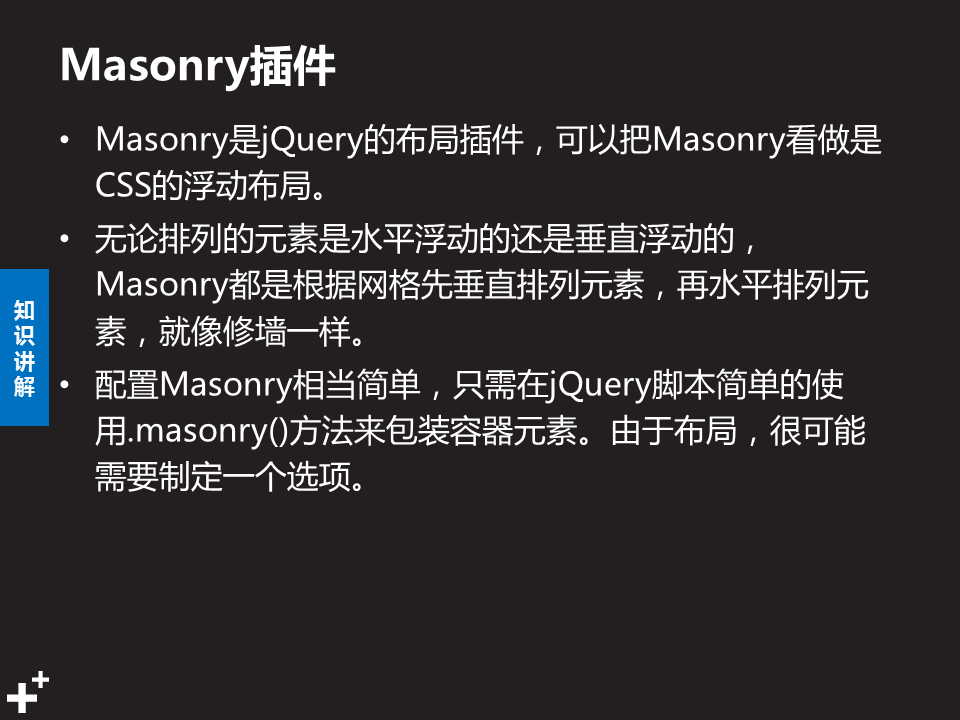 Masonry插件
• Masonry是jQuery的布局插件，可以把Masonry看做是
CSS的浮动布局。
• 无论排列的元素是水平浮动的还是垂直浮动的，
Masonry都是根据网格先垂直排列元素，再水平排列元
素，就像修墙一样。
• 配置Masonry相当简单，只需在jQuery脚本简单的使
用.masonry()方法来包装容器元素。由于布局，很可能
需要制定一个选项。
知
识
讲
解